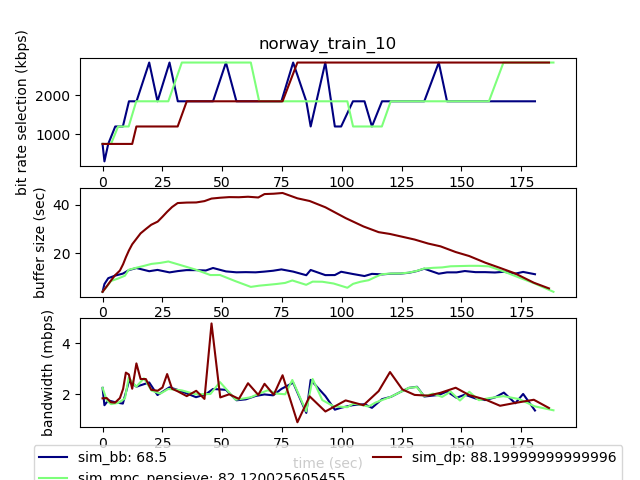 norway_train_10
bit rate selection (kbps)
2000
1000
0 25 50 75 100 125 150 175
buffer size (sec)
40
20
0 25 50 75 100 125 150 175
bandwidth (mbps)
4
2
0 25 50 75 100 125 150 175
time (sec)
sim_bb: 68.5
sim_dp: 88.19999999999996
sim_mpc_pensieve: 82.120025605455